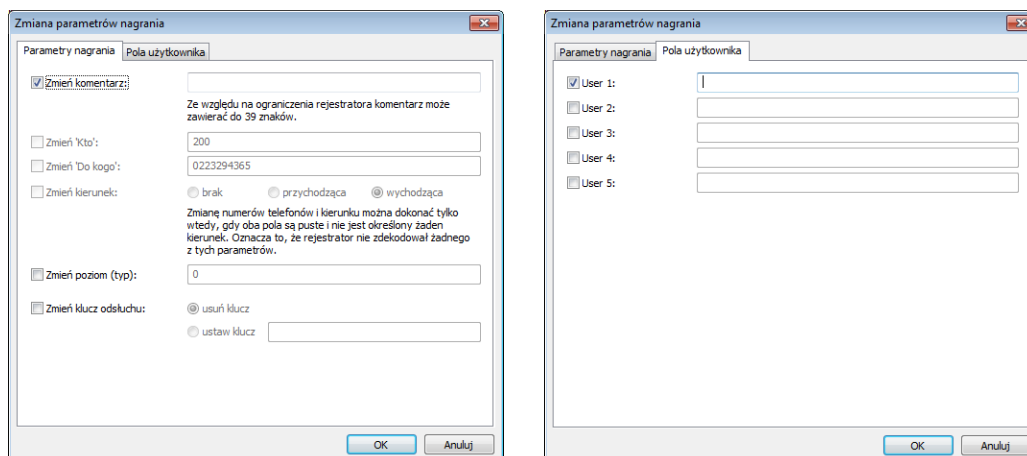 Zmiana parametrów nagrania
Parametry nagrania Pola użytkownika
Zmień komentarz:
Ze względu na ograniczenia rejestratora komentarz może
zawierać do 39 znaków.
Zmień 'Kto': 200
Zmień 'Do kogo': 0223294365
Zmień kierunek: brak przychodząca wychodząca
Zmianę numerów telefonów i kierunku można dokonać tylko
wtedy, gdy oba pola są puste i nie jest określony żaden
kierunek. Oznacza to, że rejestrator nie zdekodował żadnego
z tych parametrów.
Zmień poziom (typ): 0
Zmień klucz odsłuchu: usuń klucz
ustaw klucz
OK Anuluj
Zmiana parametrów nagrania
Parametry nagrania Pola użytkownika
User 1:
User 2:
User 3:
User 4:
User 5:
OK Anuluj